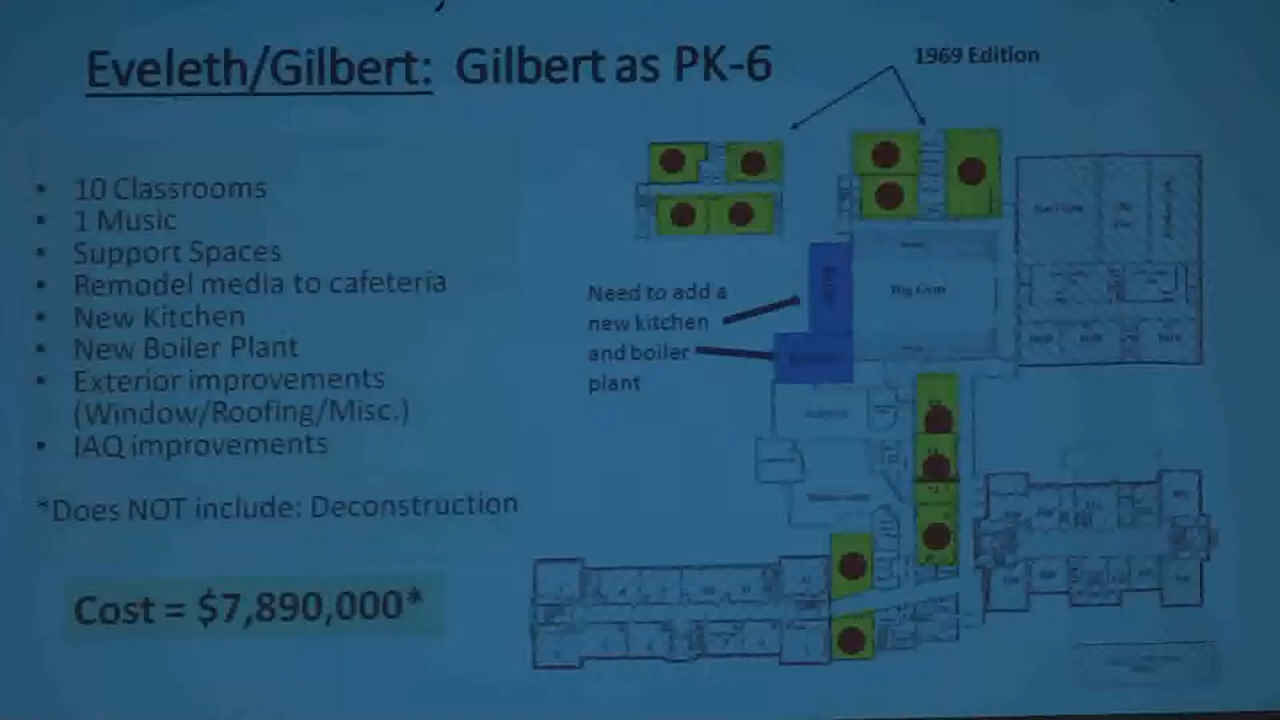 Eveleth/Gilbert: Gilbert as PK-6
1969 Edition
• 10 Classrooms
• 1 Music
• Support Spaces
• Remodel media to cafeteria
• New Kitchen
• New Boiler Plant
• Exterior improvements
(Window/Roofing/Misc.)
• IAQ improvements
*Does NOT include: Deconstruction
Cost = $7,890,000*
Need to add a
new kitchen
and boiler
plant
Big Gym